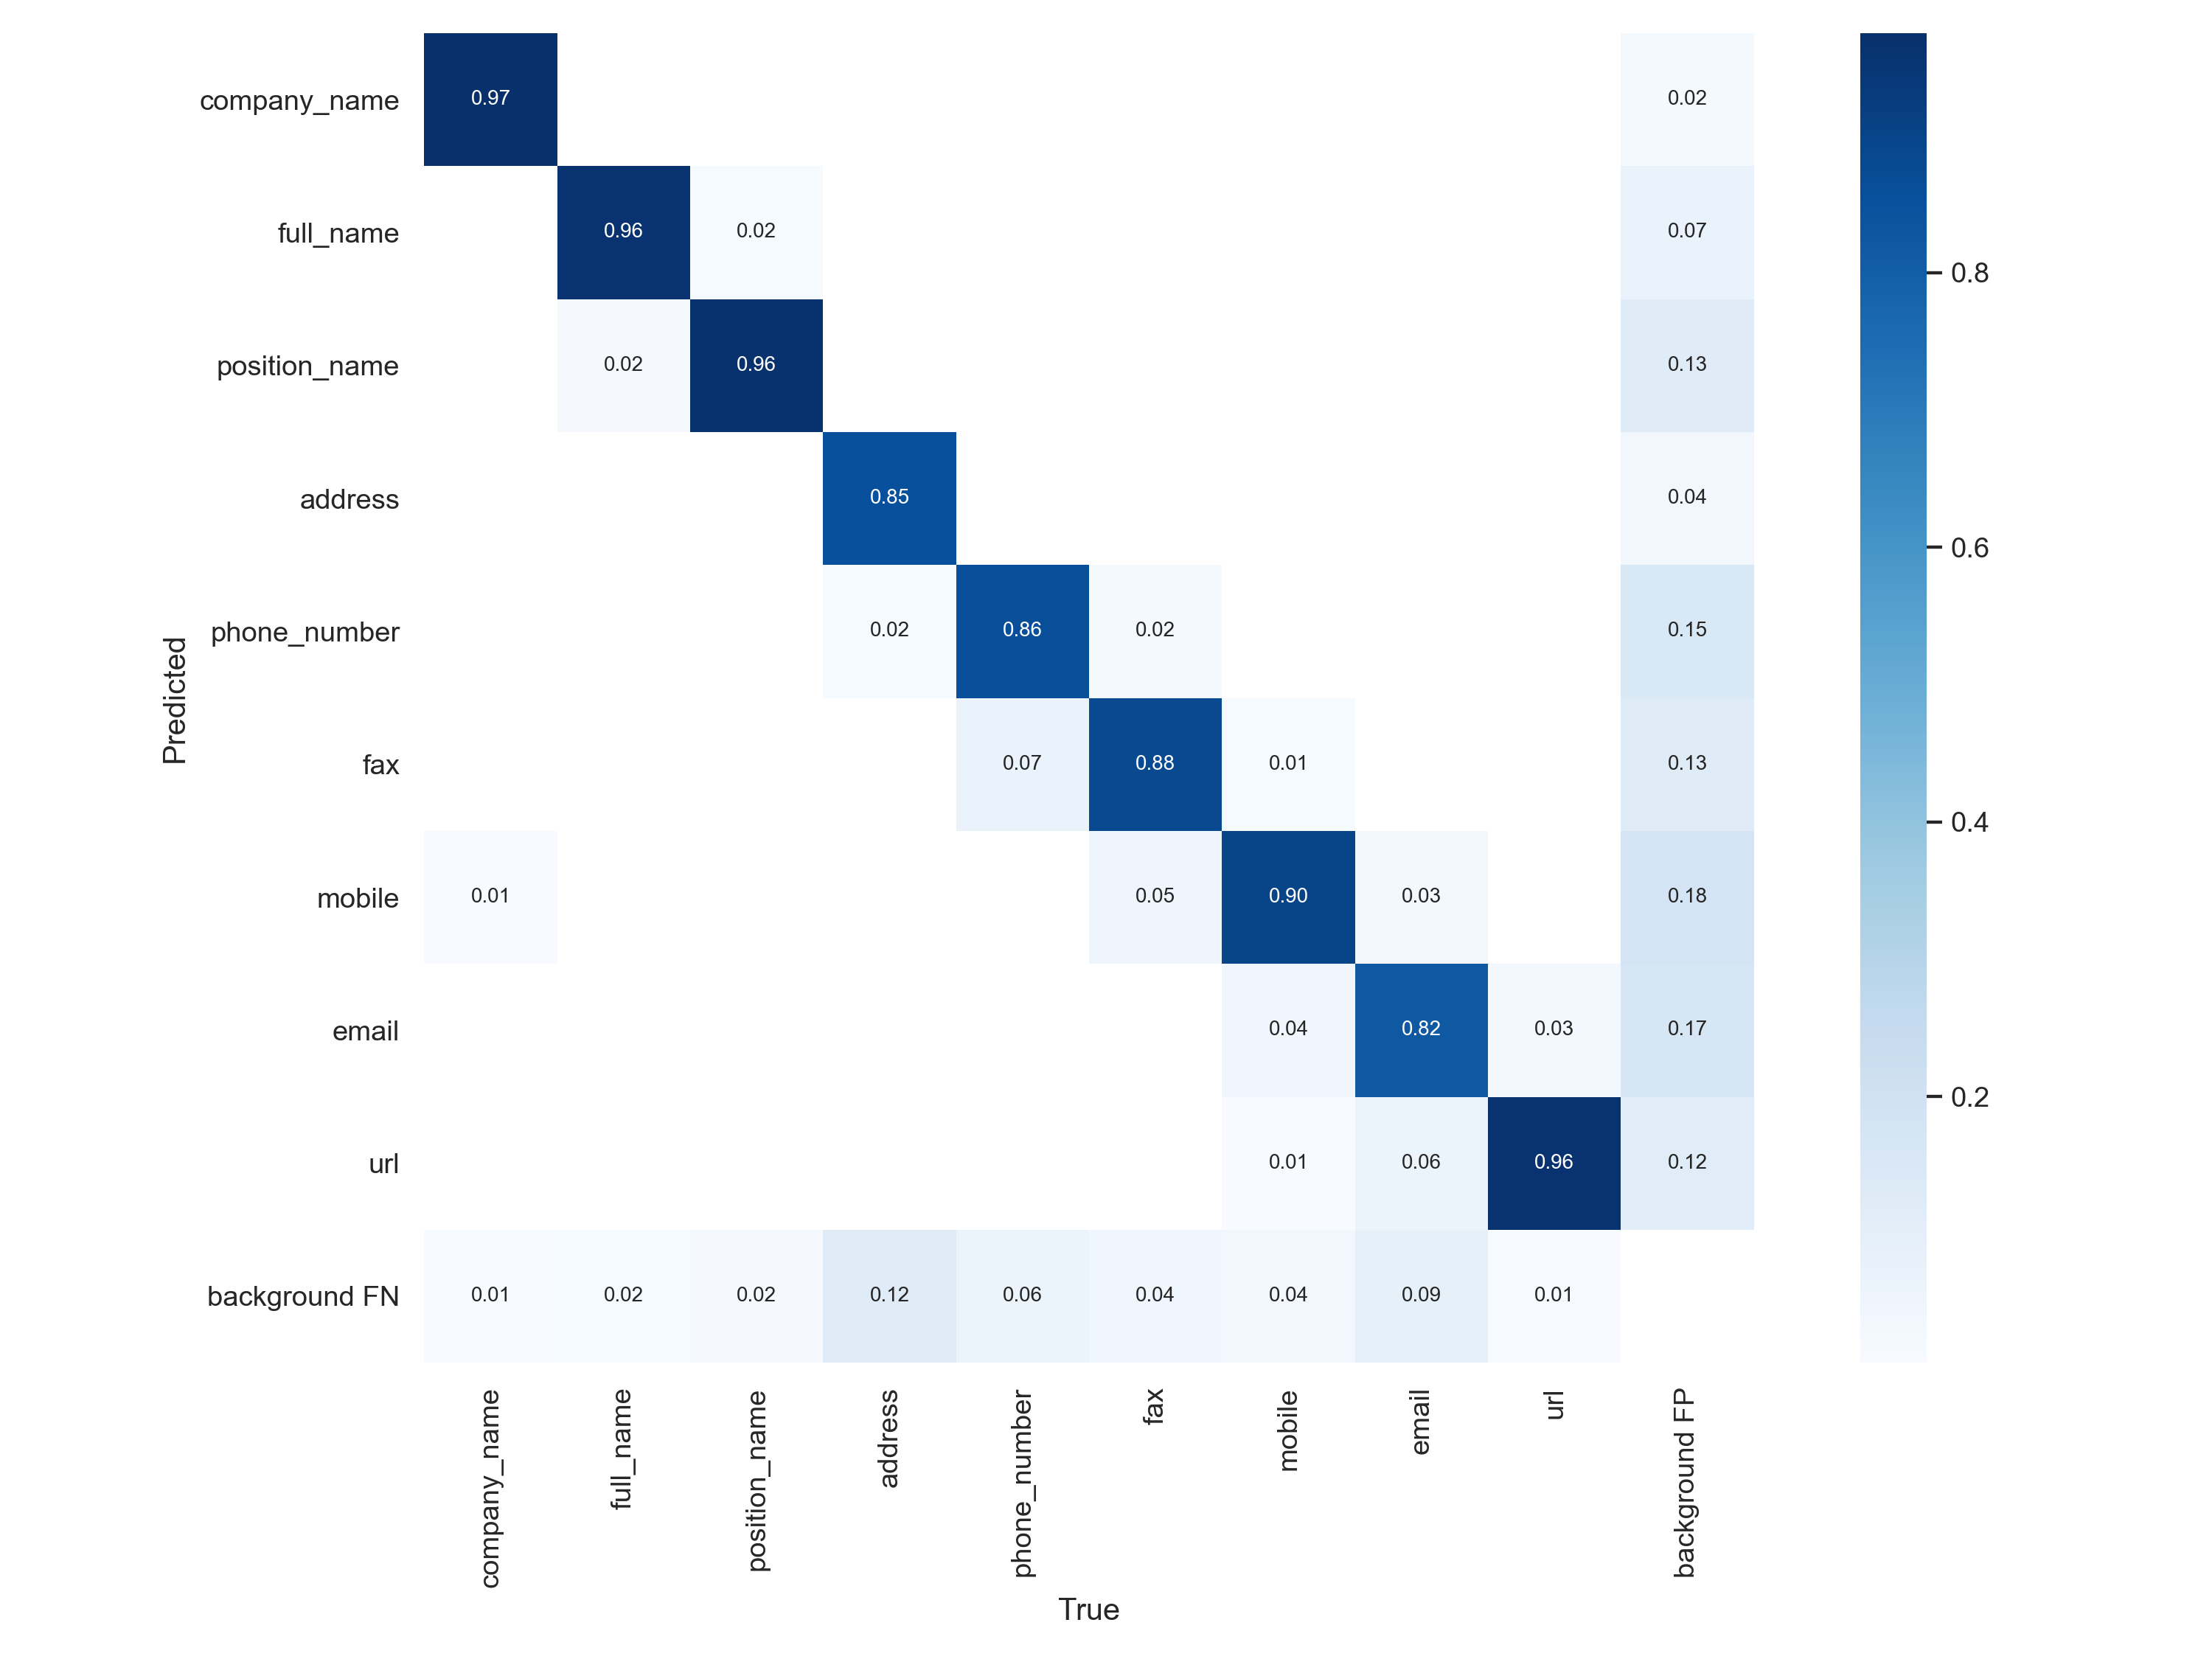 company_name 0.97 0.02
full_name 0.96 0.02 0.07
0.8
position_name 0.02 0.96 0.13
address 0.85 0.04
0.6
phone_number 0.02 0.86 0.02 0.15
Predicted
fax 0.07 0.88 0.01 0.13
0.4
mobile 0.01 0.05 0.90 0.03 0.18
email 0.04 0.82 0.03 0.17
0.2
url 0.01 0.06 0.96 0.12
background FN 0.01 0.02 0.02 0.12 0.06 0.04 0.04 0.09 0.01
company_name
full_name
position_name
address
phone_number
fax
mobile
email
url
background FP
True